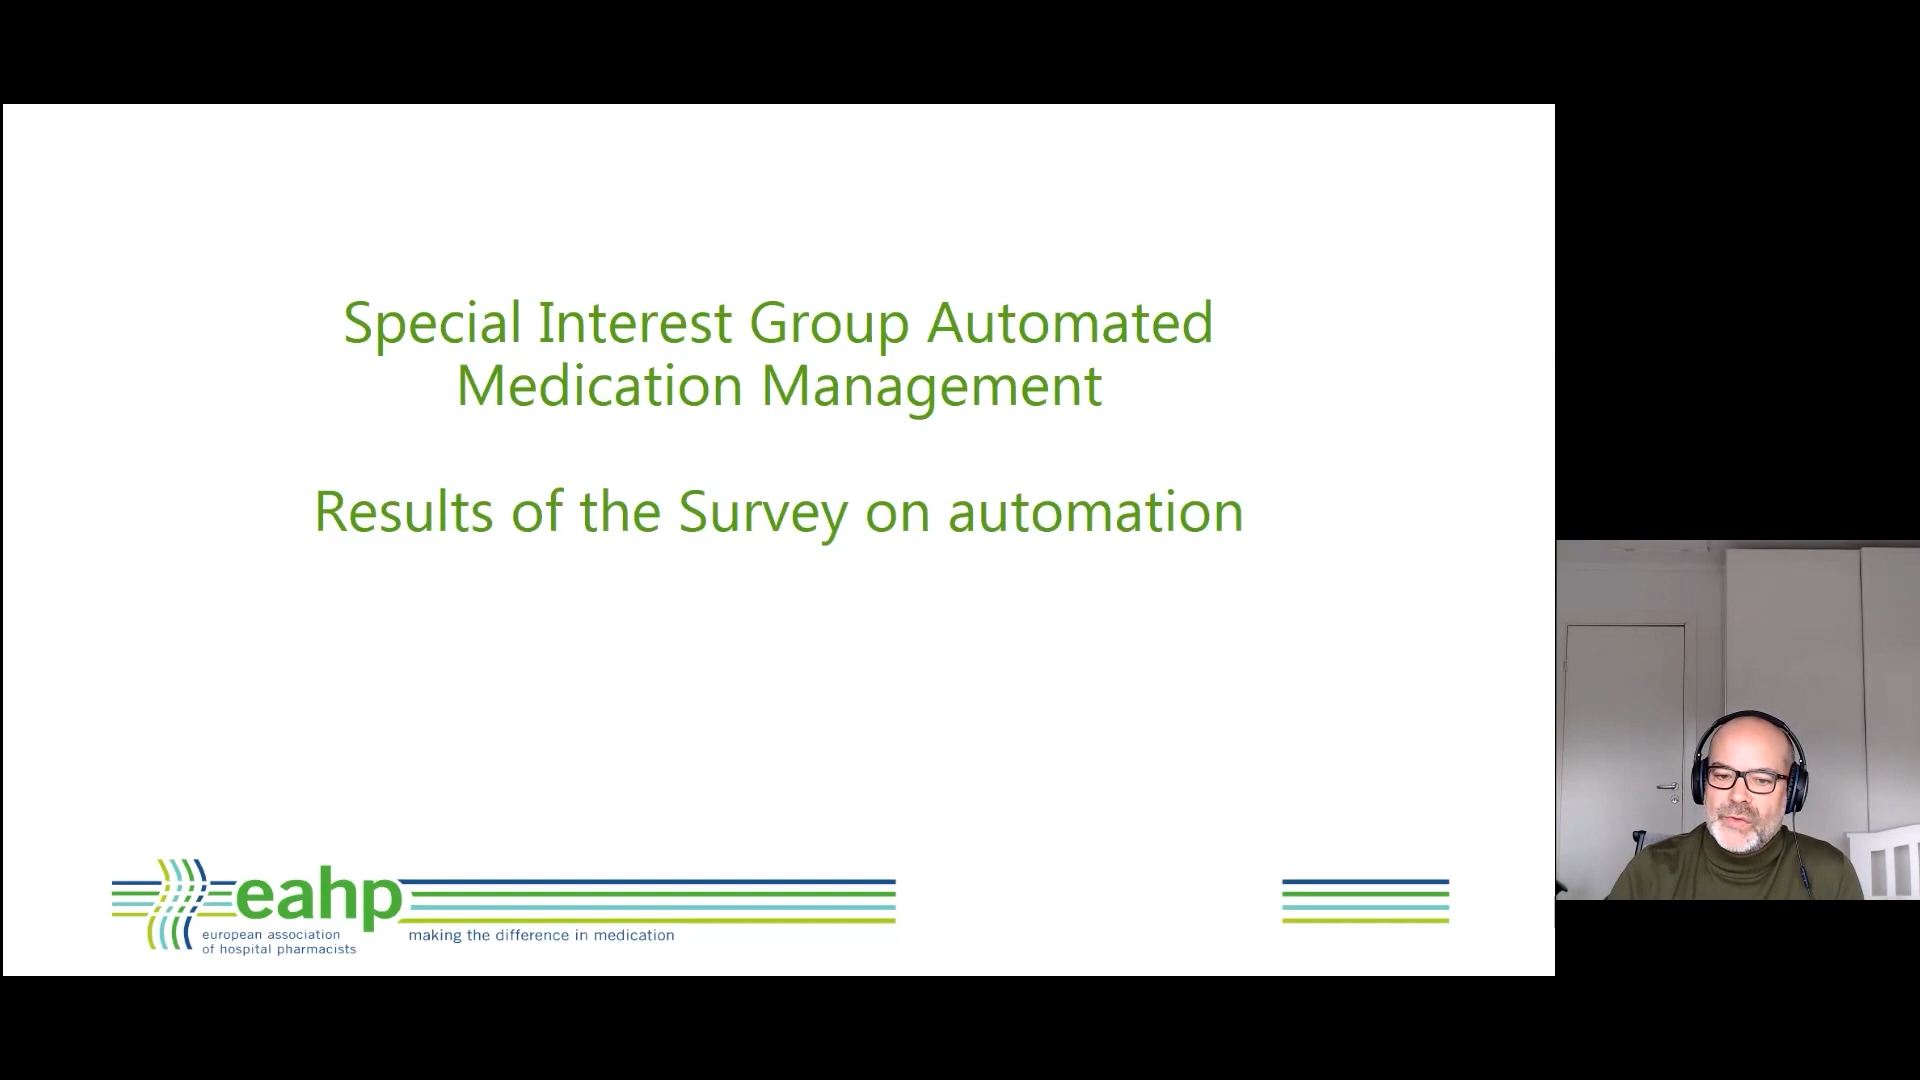 Special Interest Group Automated
Medication Management
Results of the Survey on automation
eahp
european association
of hospital pharmacists
making the difference in medication